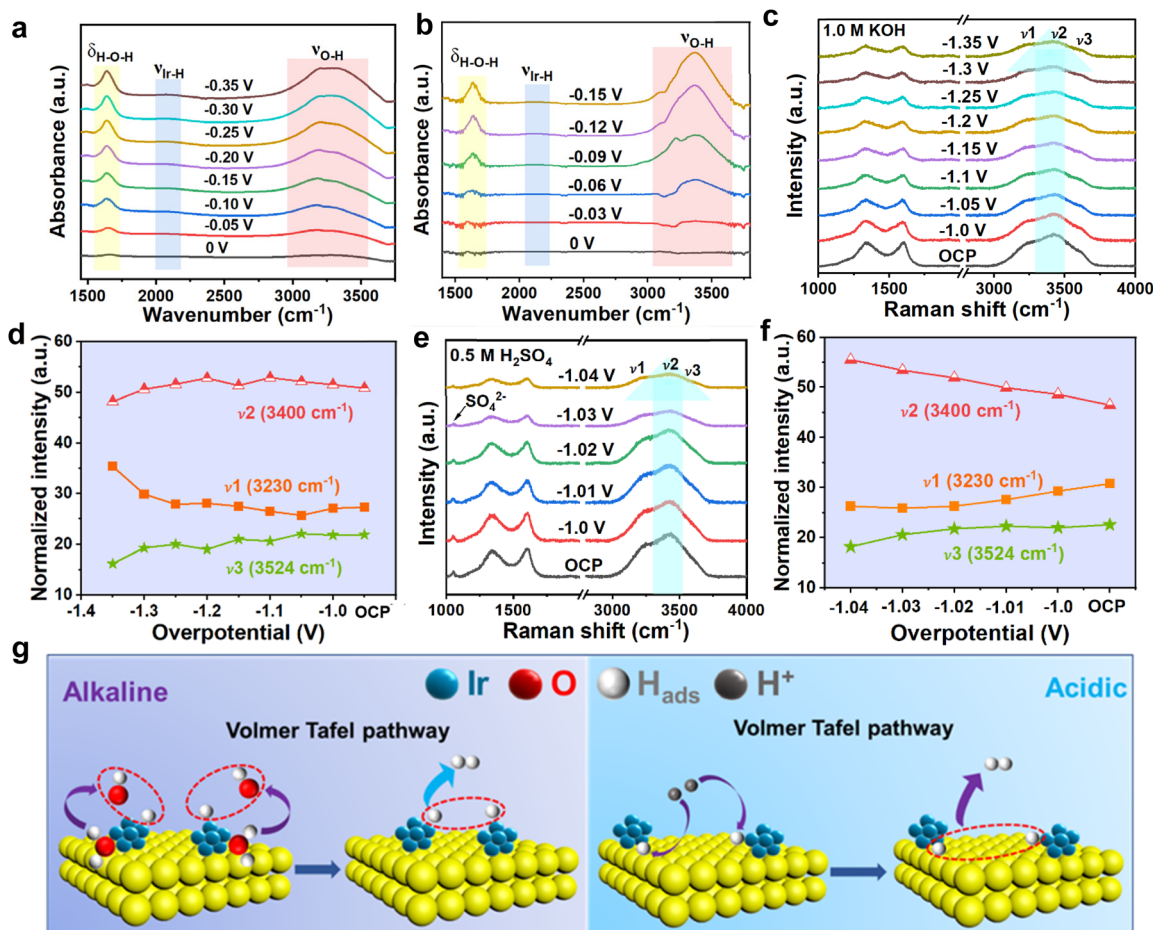 a
δH-O-H
νIr-H
νO-H
-0.35 V
-0.30 V
-0.25 V
-0.20 V
-0.15 V
-0.10 V
-0.05 V
0 V
Absorbance (a.u.)
1500 2000 2500 3000 3500
Wavenumber (cm⁻¹)
b
δH-O-H
νIr-H
νO-H
-0.15 V
-0.12 V
-0.09 V
-0.06 V
-0.03 V
0 V
Absorbance (a.u.)
1500 2000 2500 3000 3500
Wavenumber (cm⁻¹)
c
1.0 M KOH
ν1 ν2 ν3
-1.35 V
-1.3 V
-1.25 V
-1.2 V
-1.15 V
-1.1 V
-1.05 V
-1.0 V
OCP
Intensity (a.u.)
1000 1500 3000 3500 4000
Raman shift (cm⁻¹)
d
60
50
40
30
20
10
Normalized intensity (a.u.)
ν2 (3400 cm⁻¹)
ν1 (3230 cm⁻¹)
ν3 (3524 cm⁻¹)
-1.4 -1.3 -1.2 -1.1 -1.0 OCP
Overpotential (V)
e
0.5 M H₂SO₄
ν1 ν2 ν3
-1.04 V
SO₄²⁻
-1.03 V
-1.02 V
-1.01 V
-1.0 V
OCP
Intensity (a.u.)
1000 1500 3000 3500 4000
Raman shift (cm⁻¹)
f
60
50
40
30
20
10
Normalized intensity (a.u.)
ν2 (3400 cm⁻¹)
ν1 (3230 cm⁻¹)
ν3 (3524 cm⁻¹)
-1.04 -1.03 -1.02 -1.01 -1.0 OCP
Overpotential (V)
g
Alkaline
Ir O Hads H⁺
Acidic
Volmer Tafel pathway
Volmer Tafel pathway